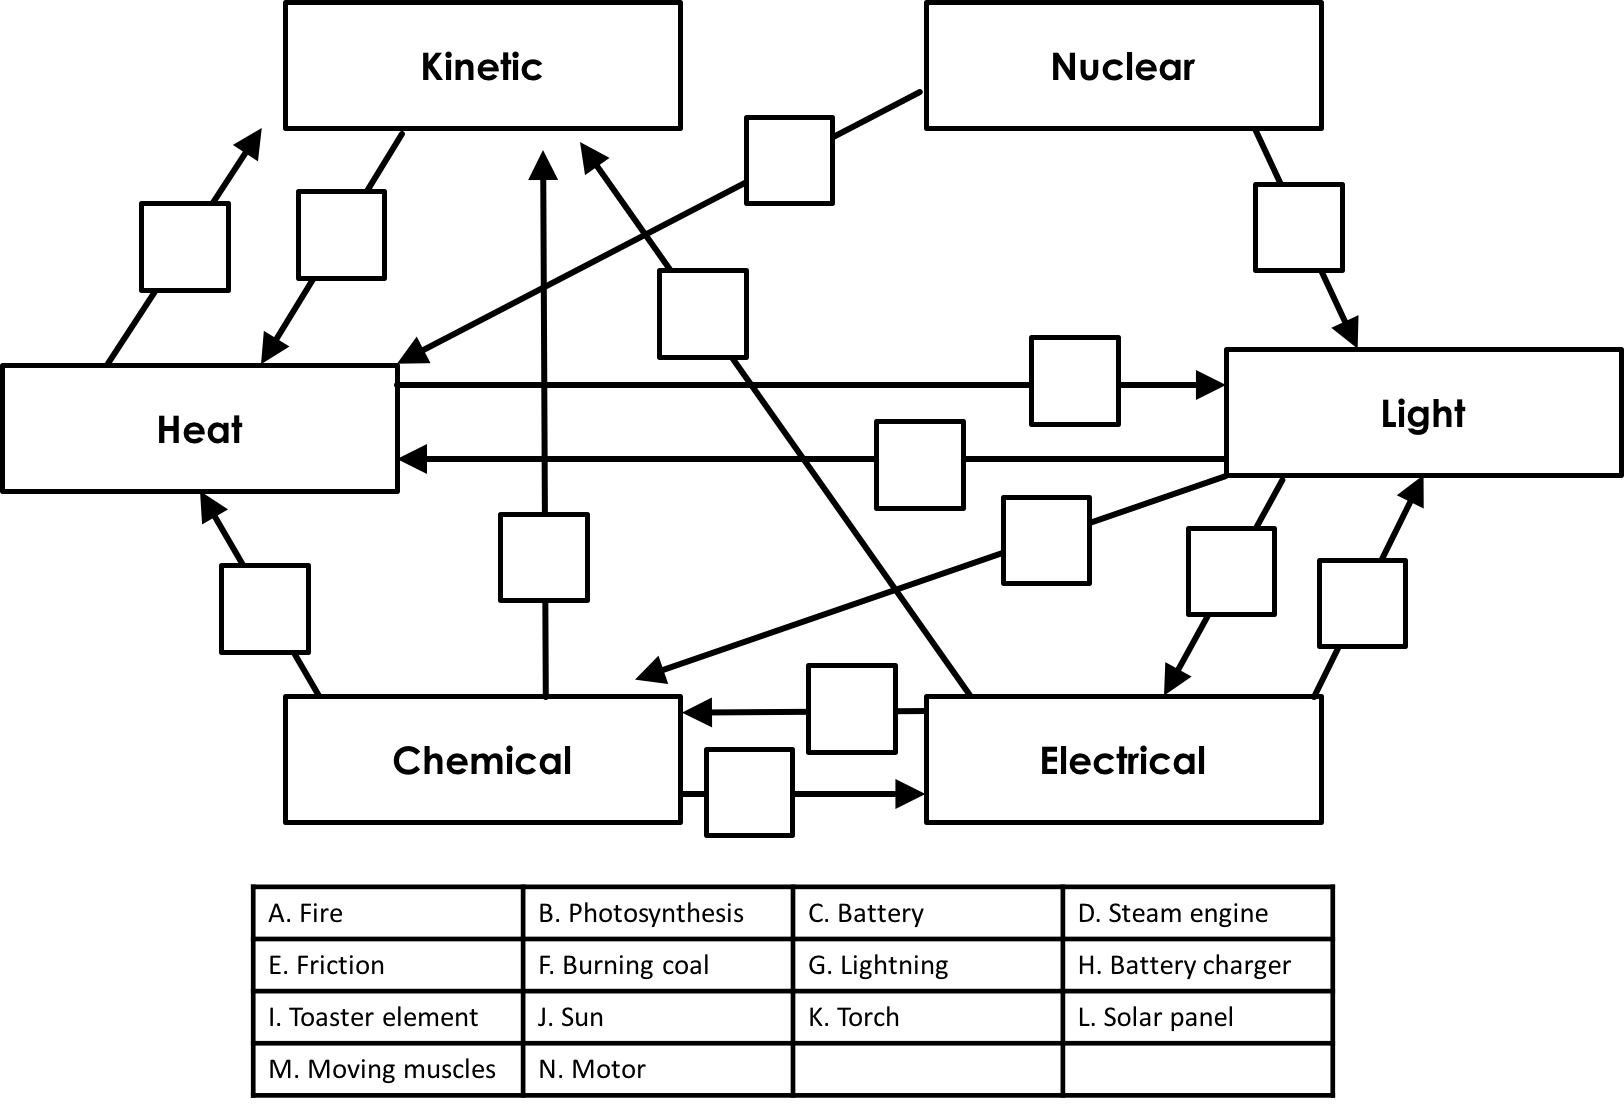 Kinetic
Nuclear
Heat
Light
Chemical
Electrical
A. Fire
B. Photosynthesis
C. Battery
D. Steam engine
E. Friction
F. Burning coal
G. Lightning
H. Battery charger
I. Toaster element
J. Sun
K. Torch
L. Solar panel
M. Moving muscles
N. Motor